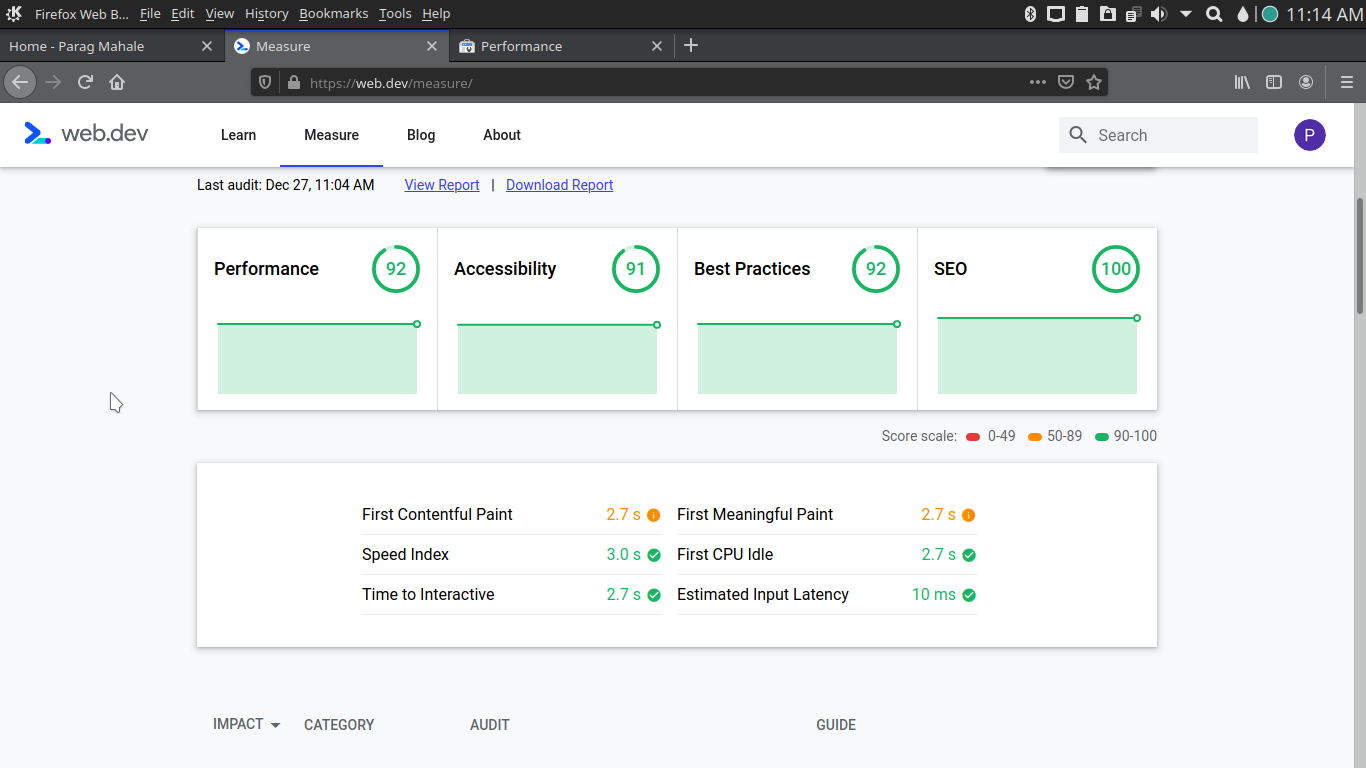 Firefox Web B... File Edit View History Bookmarks Tools Help 11:14 AM
Home - Parag Mahale Measure Performance
https://web.dev/measure/
web.dev Learn Measure Blog About Search P
Last audit: Dec 27, 11:04 AM View Report | Download Report
Performance 92 Accessibility 91 Best Practices 92 SEO 100
Score scale: 0-49 50-89 90-100
First Contentful Paint 2.7 s First Meaningful Paint 2.7 s
Speed Index 3.0 s First CPU Idle 2.7 s
Time to Interactive 2.7 s Estimated Input Latency 10 ms
IMPACT CATEGORY AUDIT GUIDE